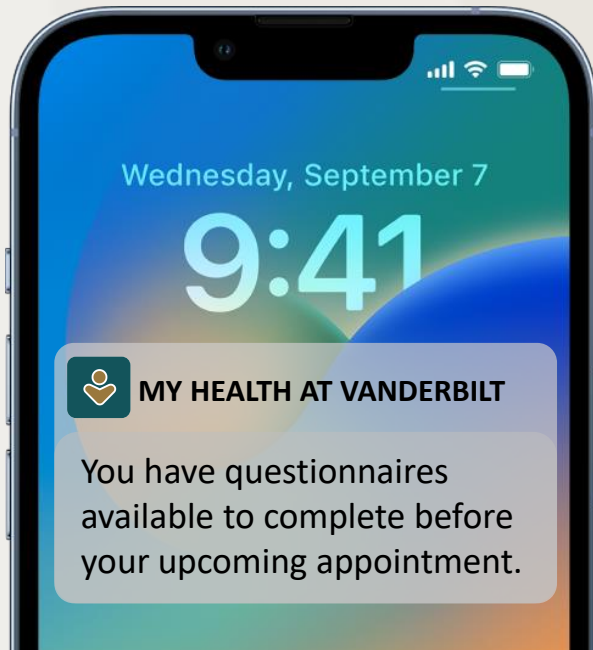 Wednesday, September 7
9:41
MY HEALTH AT VANDERBILT
You have questionnaires
available to complete before
your upcoming appointment.